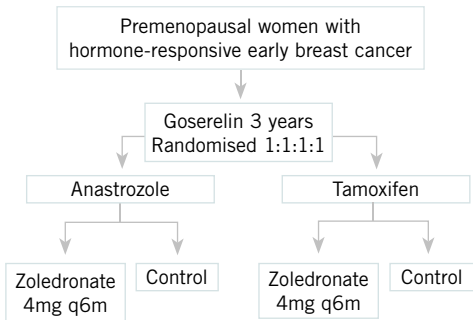 Premenopausal women with
hormone-responsive early breast cancer
Goserelin 3 years
Randomised 1:1:1:1
Anastrozole
Tamoxifen
Zoledronate
4mg q6m
Control
Zoledronate
4mg q6m
Control